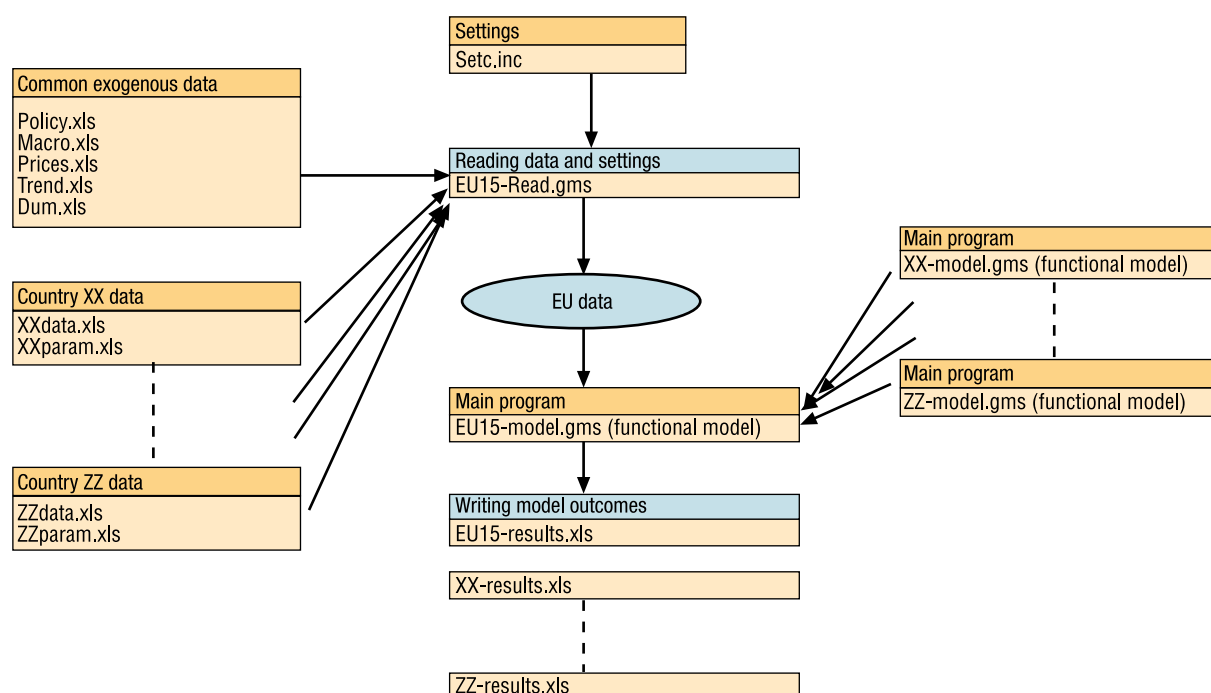 Settings
Setc.inc
Common exogenous data
Policy.xls
Macro.xls
Prices.xls
Trend.xls
Dum.xls
Reading data and settings
EU15-Read.gms
Country XX data
XXdata.xls
XXparam.xls
EU data
Main program
XX-model.gms (functional model)
Main program
ZZ-model.gms (functional model)
Main program
EU15-model.gms (functional model)
Country ZZ data
ZZdata.xls
ZZparam.xls
Writing model outcomes
EU15-results.xls
XX-results.xls
ZZ-results.xls